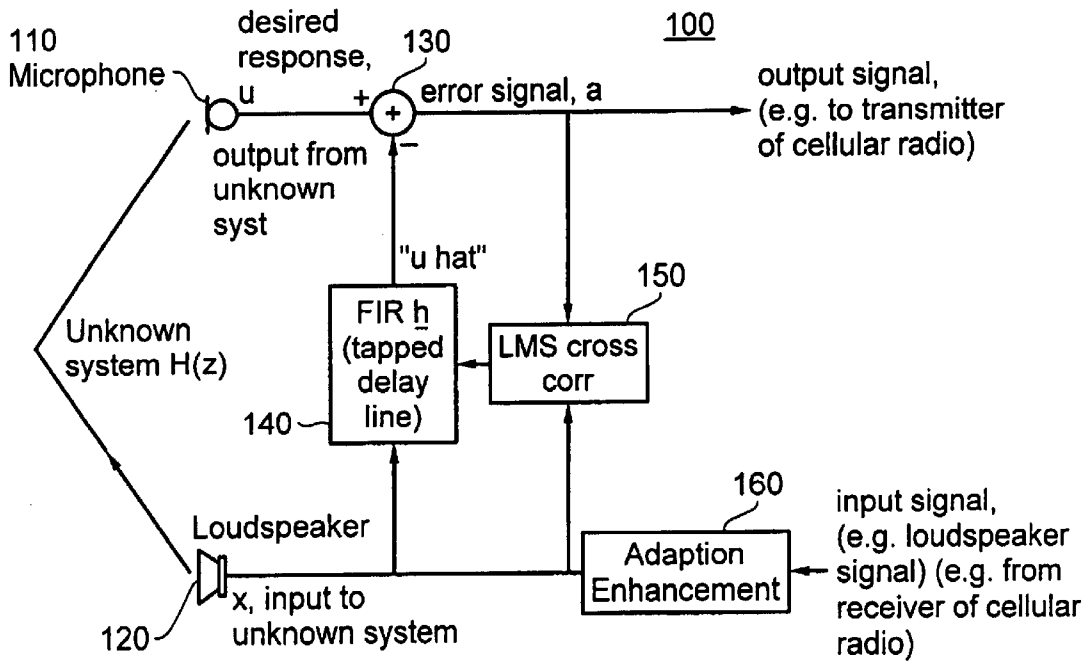 110
Microphone
desired
response,
u
130
100
+
+
error signal, a
output signal,
(e.g. to transmitter
of cellular radio)
−
output from
unknown
syst
"u hat"
150
FIR h
(tapped
delay
line)
LMS cross
corr
Unknown
system H(z)
140
160
Loudspeaker
Adaption
Enhancement
input signal,
(e.g. loudspeaker
signal) (e.g. from
receiver of cellular
radio)
120
x, input to
unknown system